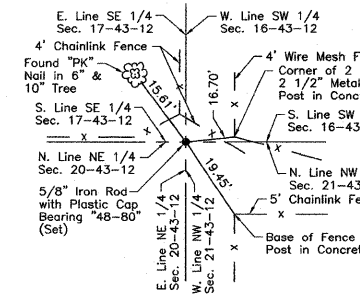 E. Line SE 1/4
Sec. 17-43-12
W. Line SW 1/4
Sec. 16-43-12
4' Chainlink Fence
Found "PK"
Nail in 6" &
10" Tree
15.61'
16.70'
4' Wire Mesh F
Corner of 2
2 1/2" Metal
Post in Conc
S. Line SE 1/4
Sec. 17-43-12
S. Line SW
Sec. 16-43
N. Line NE 1/4
Sec. 20-43-12
N. Line NW
Sec. 21-43
19.45'
5/8" Iron Rod
with Plastic Cap
Bearing "48-80"
(Set)
5' Chainlink Fe
Base of Fence
Post in Concret
E. Line NE 1/4
Sec. 20-43-12
W. Line NW 1/4
Sec. 21-43-12